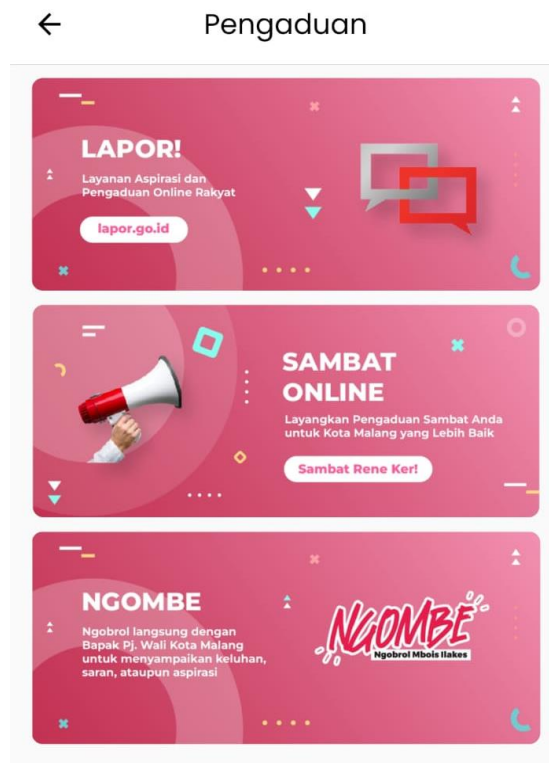 Pengaduan
LAPOR!
Layanan Aspirasi dan
Pengaduan Online Rakyat
lapor.go.id
SAMBAT
ONLINE
Layangkan Pengaduan Sambat Anda
untuk Kota Malang yang Lebih Baik
Sambat Rene Ker!
NGOMBE
Ngobrol langsung dengan
Bapak Pj. Wali Kota Malang
untuk menyampaikan keluhan,
saran, ataupun aspirasi
NGOMBE
Ngobrol Mbois Ilakes